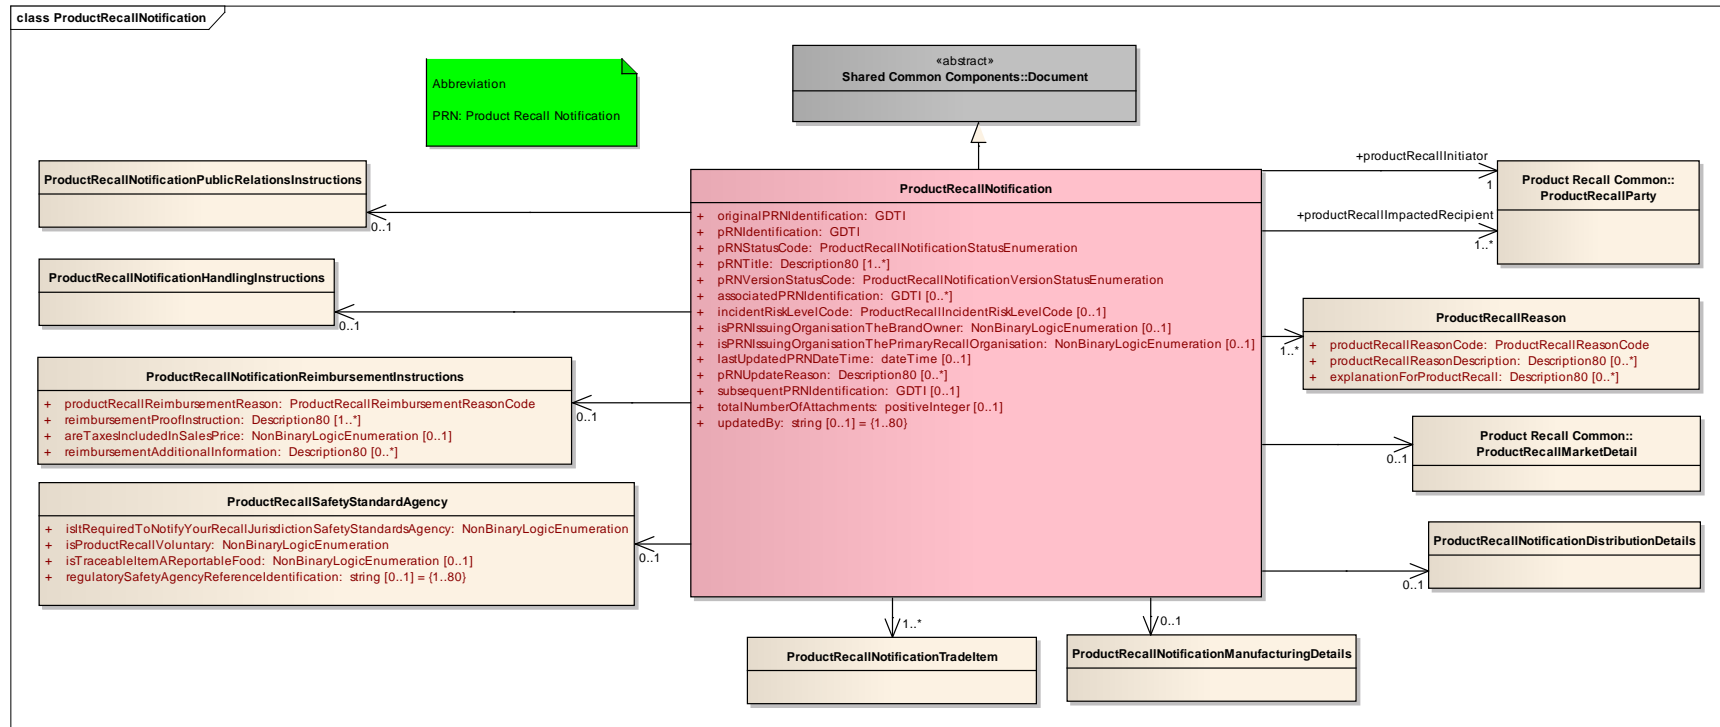 class ProductRecallNotification
Abbreviation
PRN: Product Recall Notification
«abstract»
Shared Common Components::Document
ProductRecallNotificationPublicRelationsInstructions
0..1
ProductRecallNotificationHandlingInstructions
0..1
ProductRecallNotificationReimbursementInstructions
+ productRecallReimbursementReason: ProductRecallReimbursementReasonCode
+ reimbursementProofInstruction: Description80 [1..*]
+ areTaxesIncludedInSalesPrice: NonBinaryLogicEnumeration [0..1]
+ reimbursementAdditionalInformation: Description80 [0..*]
0..1
ProductRecallSafetyStandardAgency
+ isItRequiredToNotifyYourRecallJurisdictionSafetyStandardsAgency: NonBinaryLogicEnumeration
+ isProductRecallVoluntary: NonBinaryLogicEnumeration
+ isTraceableItemAReportableFood: NonBinaryLogicEnumeration [0..1]
+ regulatorySafetyAgencyReferenceIdentification: string [0..1] = {1..80}
0..1
ProductRecallNotification
+ originalPRNIdentification: GDTI
+ pRNIdentification: GDTI
+ pRNStatusCode: ProductRecallNotificationStatusEnumeration
+ pRNTitle: Description80 [1..*]
+ pRNVersionStatusCode: ProductRecallNotificationVersionStatusEnumeration
+ associatedPRNIdentification: GDTI [0..*]
+ incidentRiskLevelCode: ProductRecallIncidentRiskLevelCode [0..1]
+ isPRNIssuingOrganisationTheBrandOwner: NonBinaryLogicEnumeration [0..1]
+ isPRNIssuingOrganisationThePrimaryRecallOrganisation: NonBinaryLogicEnumeration [0..1]
+ lastUpdatedPRNDateTime: dateTime [0..1]
+ pRNUpdateReason: Description80 [0..*]
+ subsequentPRNIdentification: GDTI [0..1]
+ totalNumberOfAttachments: positiveInteger [0..1]
+ updatedBy: string [0..1] = {1..80}
+productRecallInitiator
1
+productRecallImpactedRecipient
1..*
Product Recall Common::
ProductRecallParty
ProductRecallReason
+ productRecallReasonCode: ProductRecallReasonCode
+ productRecallReasonDescription: Description80 [0..*]
+ explanationForProductRecall: Description80 [0..*]
1..*
Product Recall Common::
ProductRecallMarketDetail
0..1
ProductRecallNotificationDistributionDetails
0..1
1..*
ProductRecallNotificationTradeItem
0..1
ProductRecallNotificationManufacturingDetails